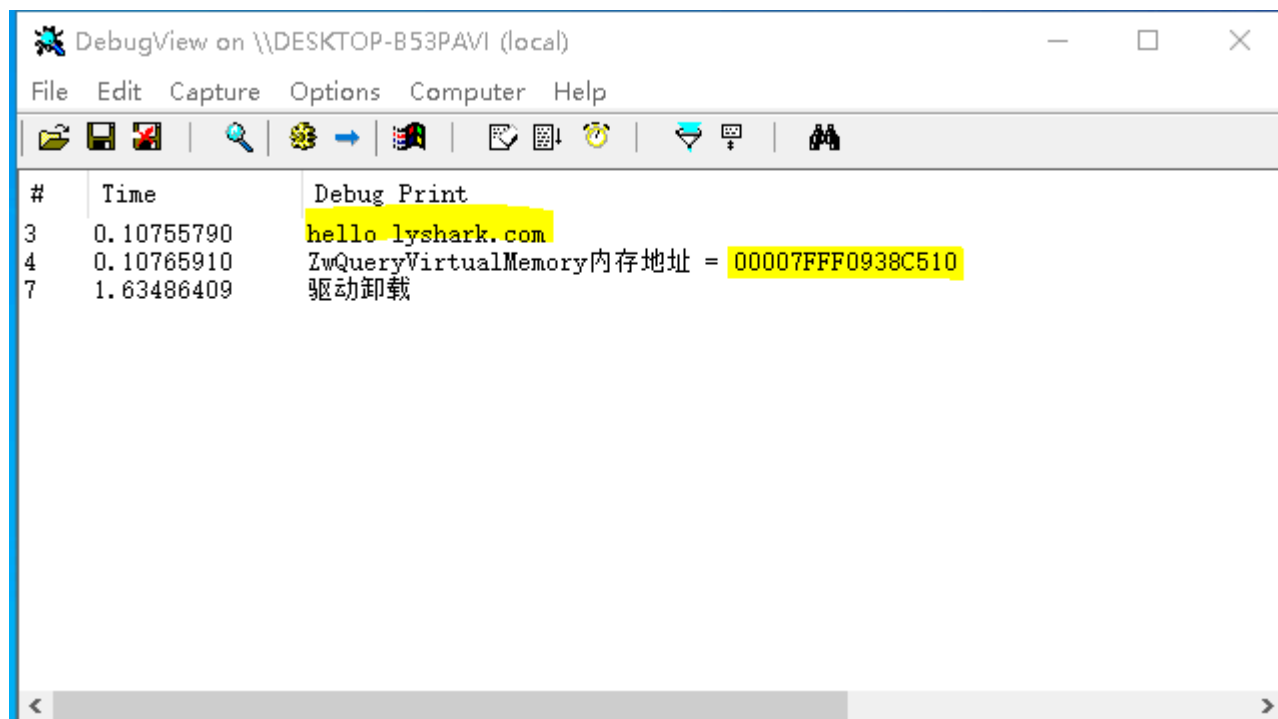 DebugView on \\DESKTOP-B53PAVI (local)
File Edit Capture Options Computer Help
# Time Debug Print
3 0.10755790 hello lyshark.com
4 0.10765910 ZwQueryVirtualMemory内存地址 = 00007FFF0938C510
7 1.63486409 驱动卸载